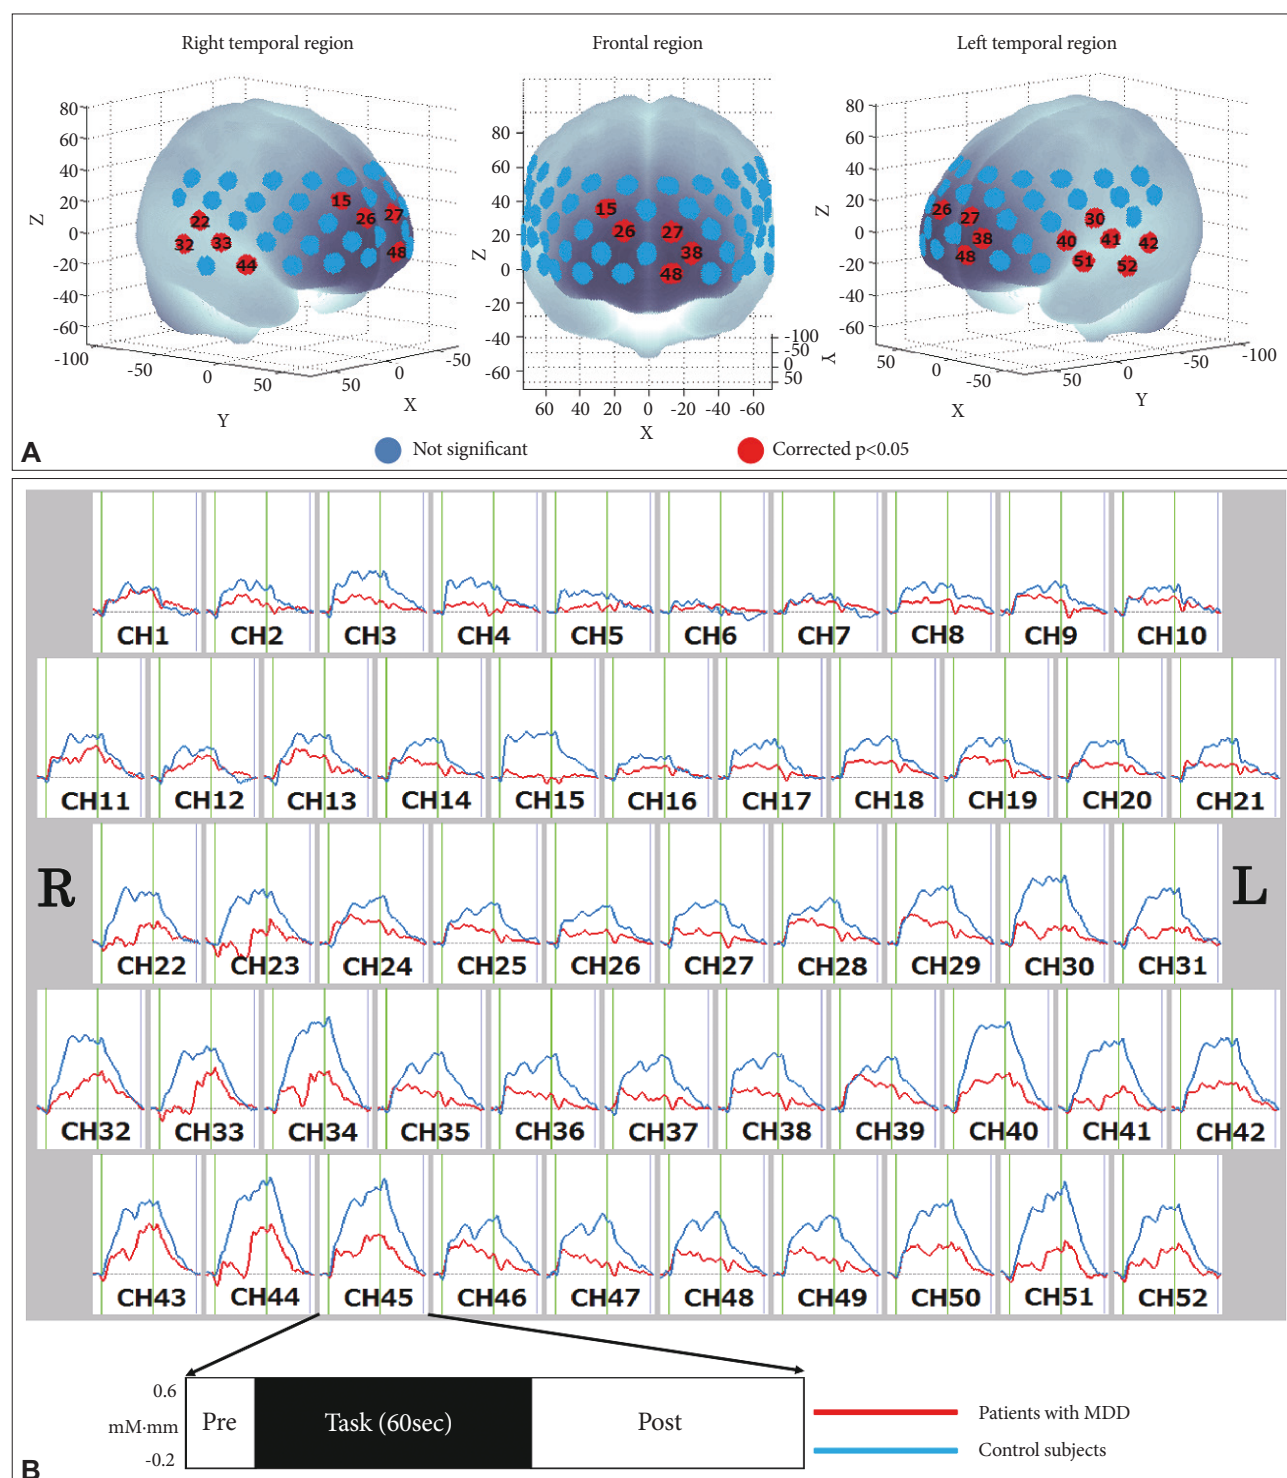 Right temporal region
Frontal region
Left temporal region
80
60
40
20
0
-20
-40
-60
Z
-100
-50
0
50
Y
50
0
-50
X
15
26
27
22
32
33
44
48
80
60
40
20
0
-20
-40
-60
Z
60 40 20 0 -20 -40 -60
X
-100
-50
0
50
Y
15
26
27
38
48
80
60
40
20
0
-20
-40
-60
Z
50
0
-50
X
50
0
-50
-100
Y
26
27
38
48
30
40
41
42
51
52
A
Not significant
Corrected p<0.05
CH1 CH2 CH3 CH4 CH5 CH6 CH7 CH8 CH9 CH10
CH11 CH12 CH13 CH14 CH15 CH16 CH17 CH18 CH19 CH20 CH21
R
L
CH22 CH23 CH24 CH25 CH26 CH27 CH28 CH29 CH30 CH31
CH32 CH33 CH34 CH35 CH36 CH37 CH38 CH39 CH40 CH41 CH42
CH43 CH44 CH45 CH46 CH47 CH48 CH49 CH50 CH51 CH52
0.6
mM·mm
-0.2
Pre
Task (60sec)
Post
Patients with MDD
Control subjects
B